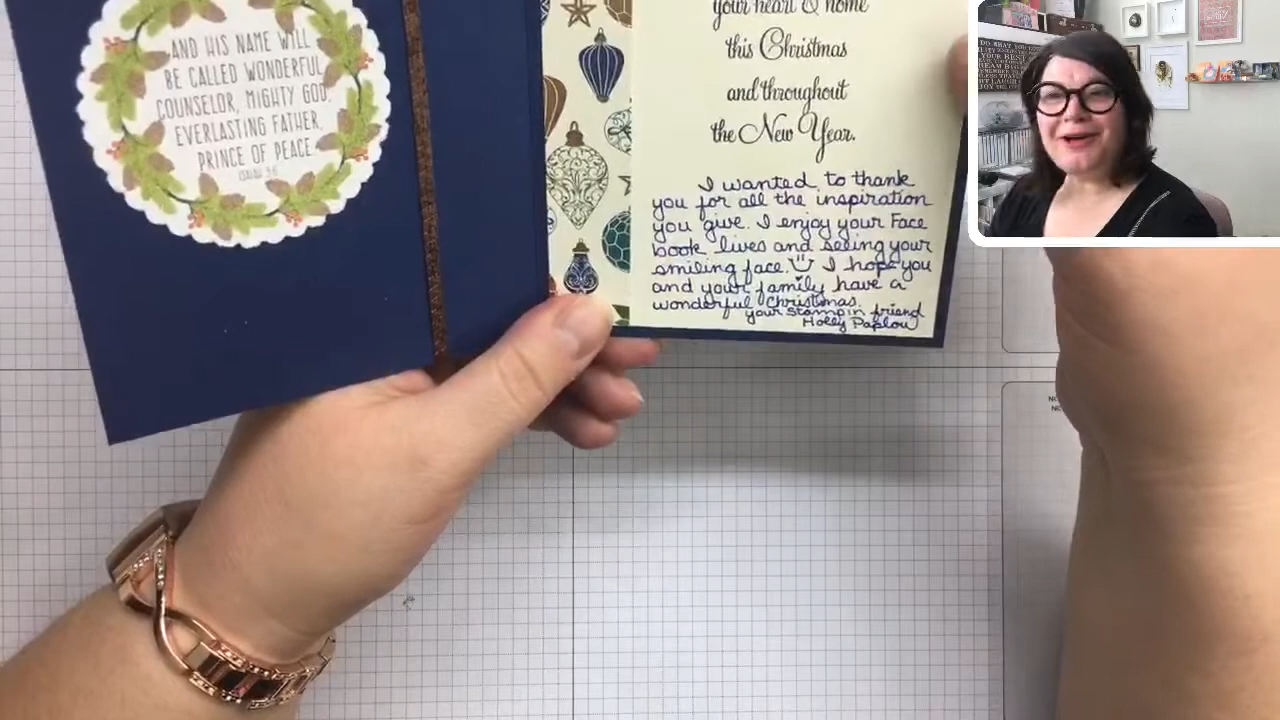 AND HIS NAME WILL
BE CALLED WONDERFUL
COUNSELOR, MIGHTY GOD,
EVERLASTING FATHER,
PRINCE OF PEACE.
ISAIAH 9:6
your heart & home
this Christmas
and throughout
the New Year.
I wanted to thank
you for all the inspiration
you give. I enjoy your Face
book lives and seeing your
smiling face. I hope you
and your family have a
wonderful Christmas.
your stampin friend
Holly Paplow